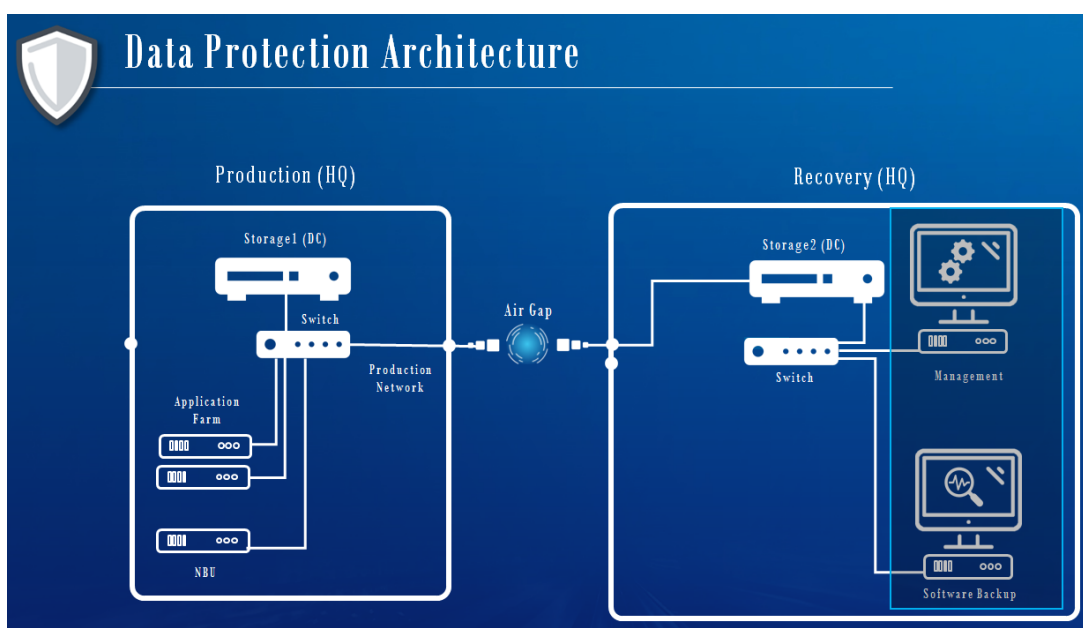 Data Protection Architecture
Production (HQ)
Recovery (HQ)
Storage1 (DC)
Storage2 (DC)
Switch
Air Gap
Production
Network
Switch
Management
Application
Farm
NBU
Software Backup